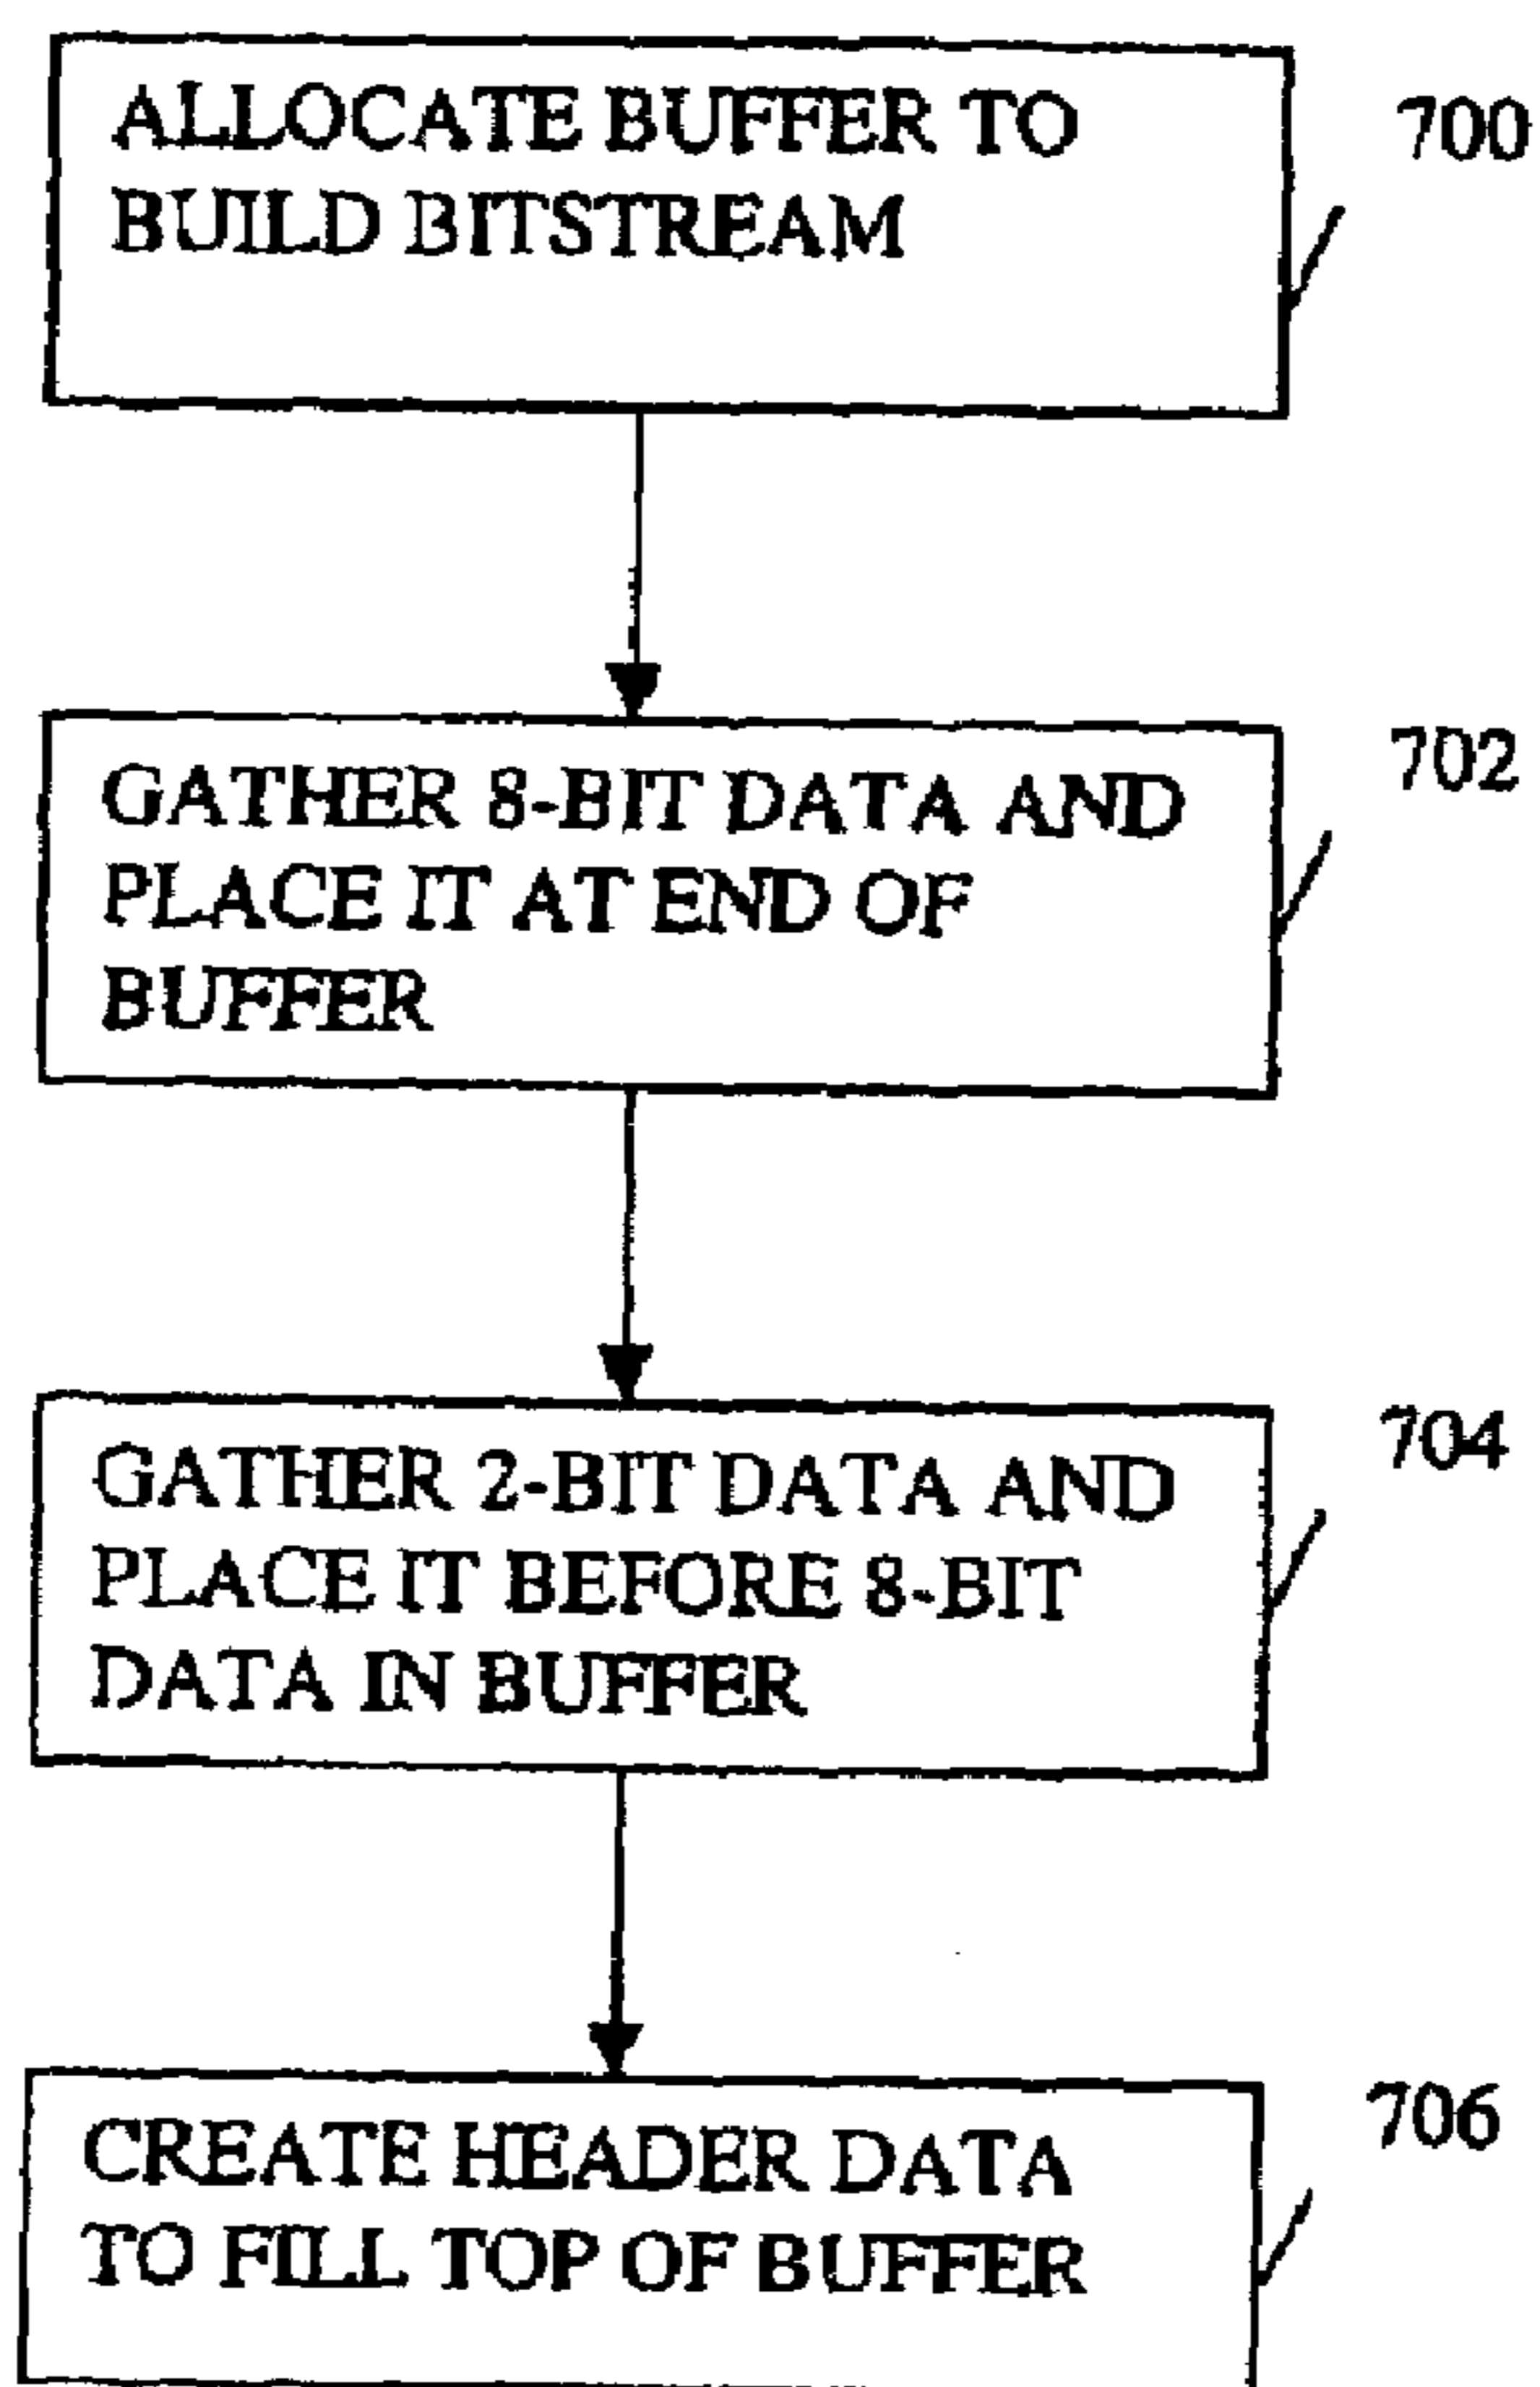 ALLOCATE BUFFER TO
BUILD BITSTREAM
700
GATHER 8-BIT DATA AND
PLACE IT AT END OF
BUFFER
702
GATHER 2-BIT DATA AND
PLACE IT BEFORE 8-BIT
DATA IN BUFFER
704
CREATE HEADER DATA
TO FILL TOP OF BUFFER
706